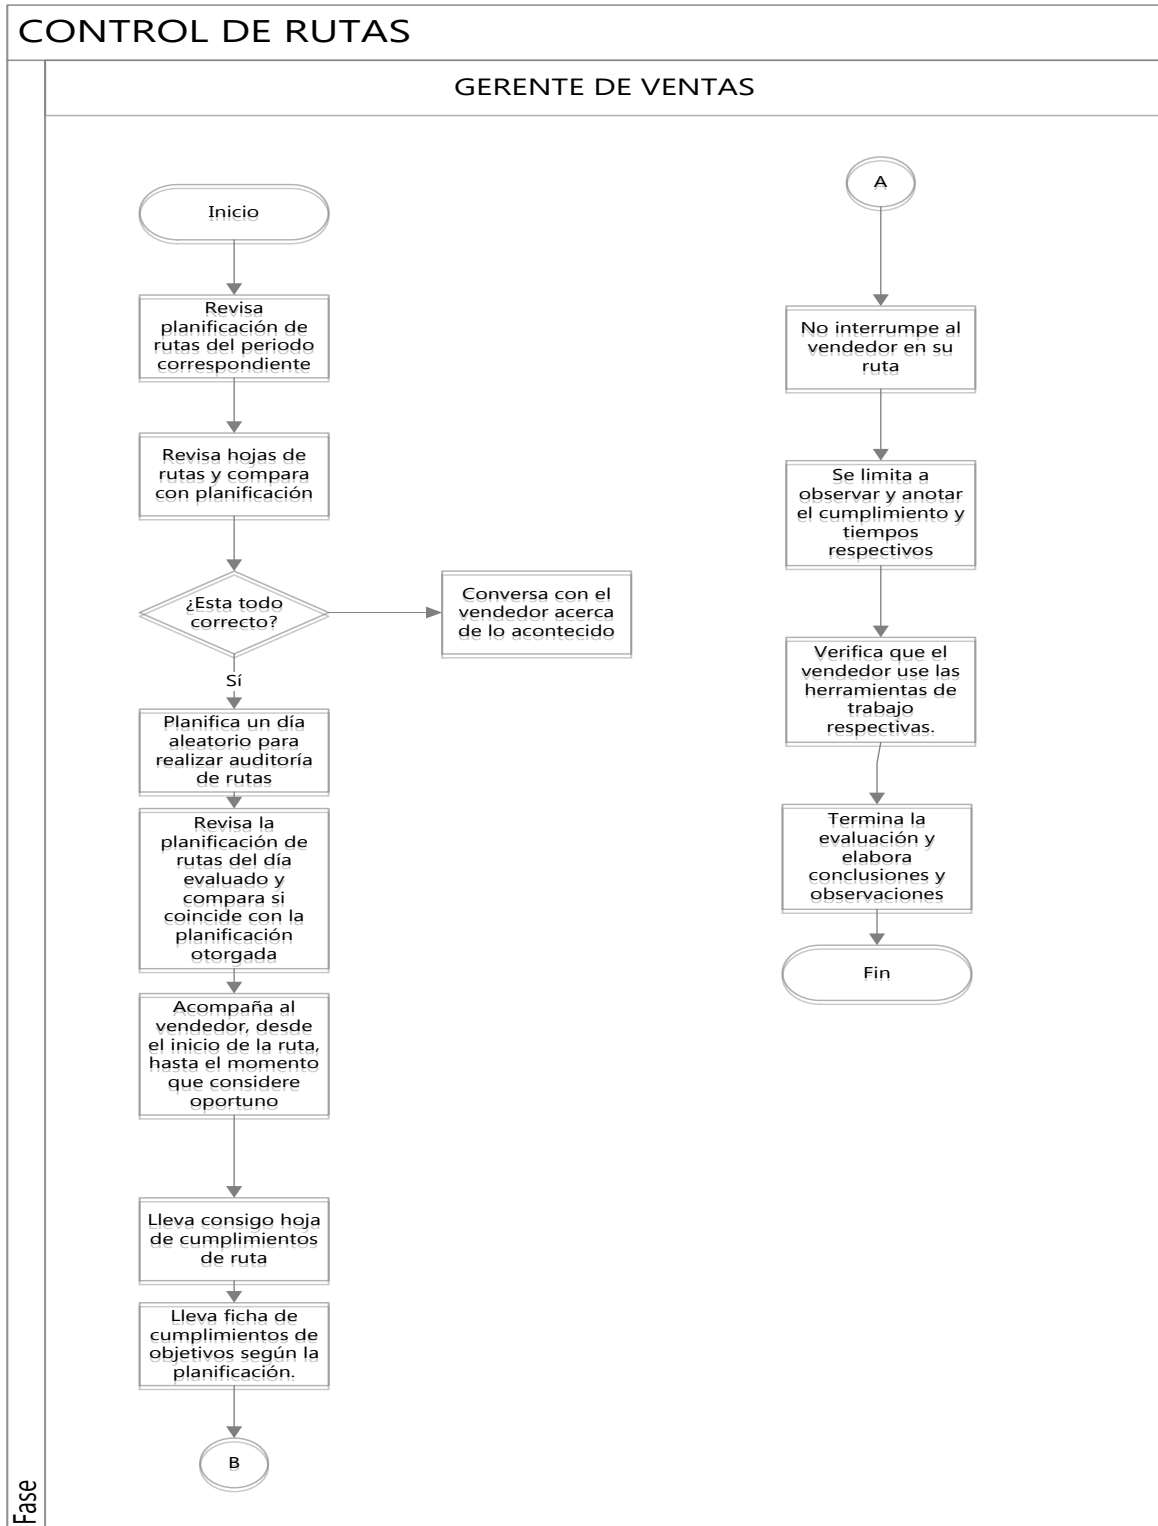 CONTROL DE RUTAS
GERENTE DE VENTAS
Inicio
Revisa
planificación de
rutas del periodo
correspondiente
Revisa hojas de
rutas y compara
con planificación
¿Esta todo
correcto?
Conversa con el
vendedor acerca
de lo acontecido
Sí
Planifica un día
aleatorio para
realizar auditoría
de rutas
Revisa la
planificación de
rutas del día
evaluado y
compara si
coincide con la
planificación
otorgada
Acompaña al
vendedor, desde
el inicio de la ruta,
hasta el momento
que considere
oportuno
Lleva consigo hoja
de cumplimientos
de ruta
Lleva ficha de
cumplimientos de
objetivos según la
planificación.
B
A
No interrumpe al
vendedor en su
ruta
Se limita a
observar y anotar
el cumplimiento y
tiempos
respectivos
Verifica que el
vendedor use las
herramientas de
trabajo
respectivas.
Termina la
evaluación y
elabora
conclusiones y
observaciones
Fin
Fase